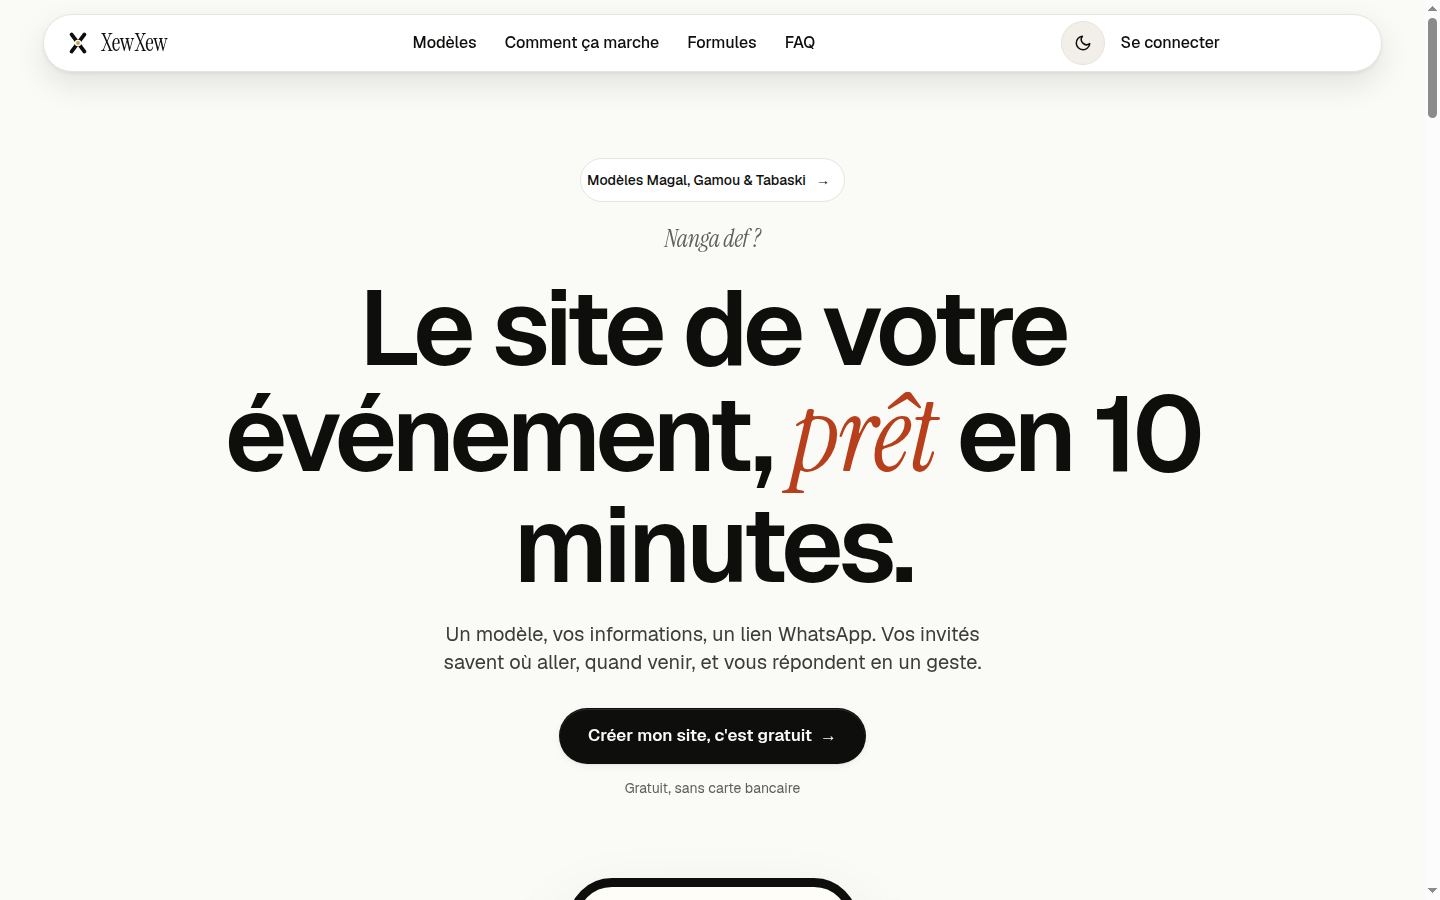 XewXew
Modèles
Comment ça marche
Formules
FAQ
Se connecter
Modèles Magal, Gamou & Tabaski →
Nanga def ?
Le site de votre
événement, prêt en 10
minutes.
Un modèle, vos informations, un lien WhatsApp. Vos invités
savent où aller, quand venir, et vous répondent en un geste.
Créer mon site, c'est gratuit →
Gratuit, sans carte bancaire